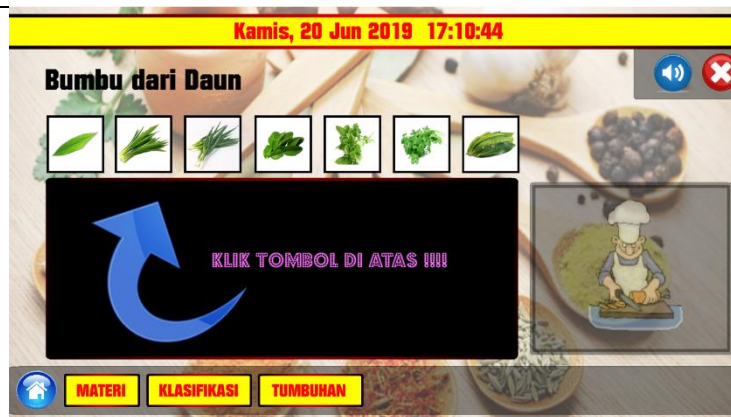 Kamis, 20 Jun 2019 17:10:44
Bumbu dari Daun
KLIK TOMBOL DI ATAS !!!!
MATERI
KLASIFIKASI
TUMBUHAN